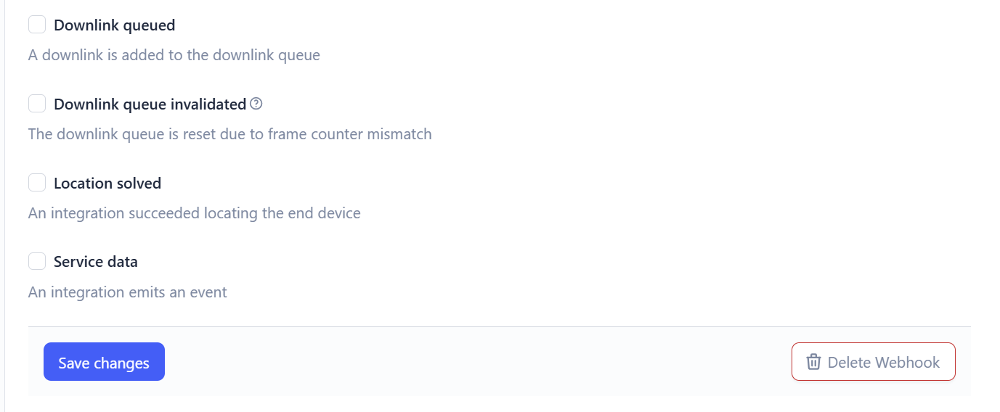 Downlink queued
A downlink is added to the downlink queue
Downlink queue invalidated
The downlink queue is reset due to frame counter mismatch
Location solved
An integration succeeded locating the end device
Service data
An integration emits an event
Save changes
Delete Webhook